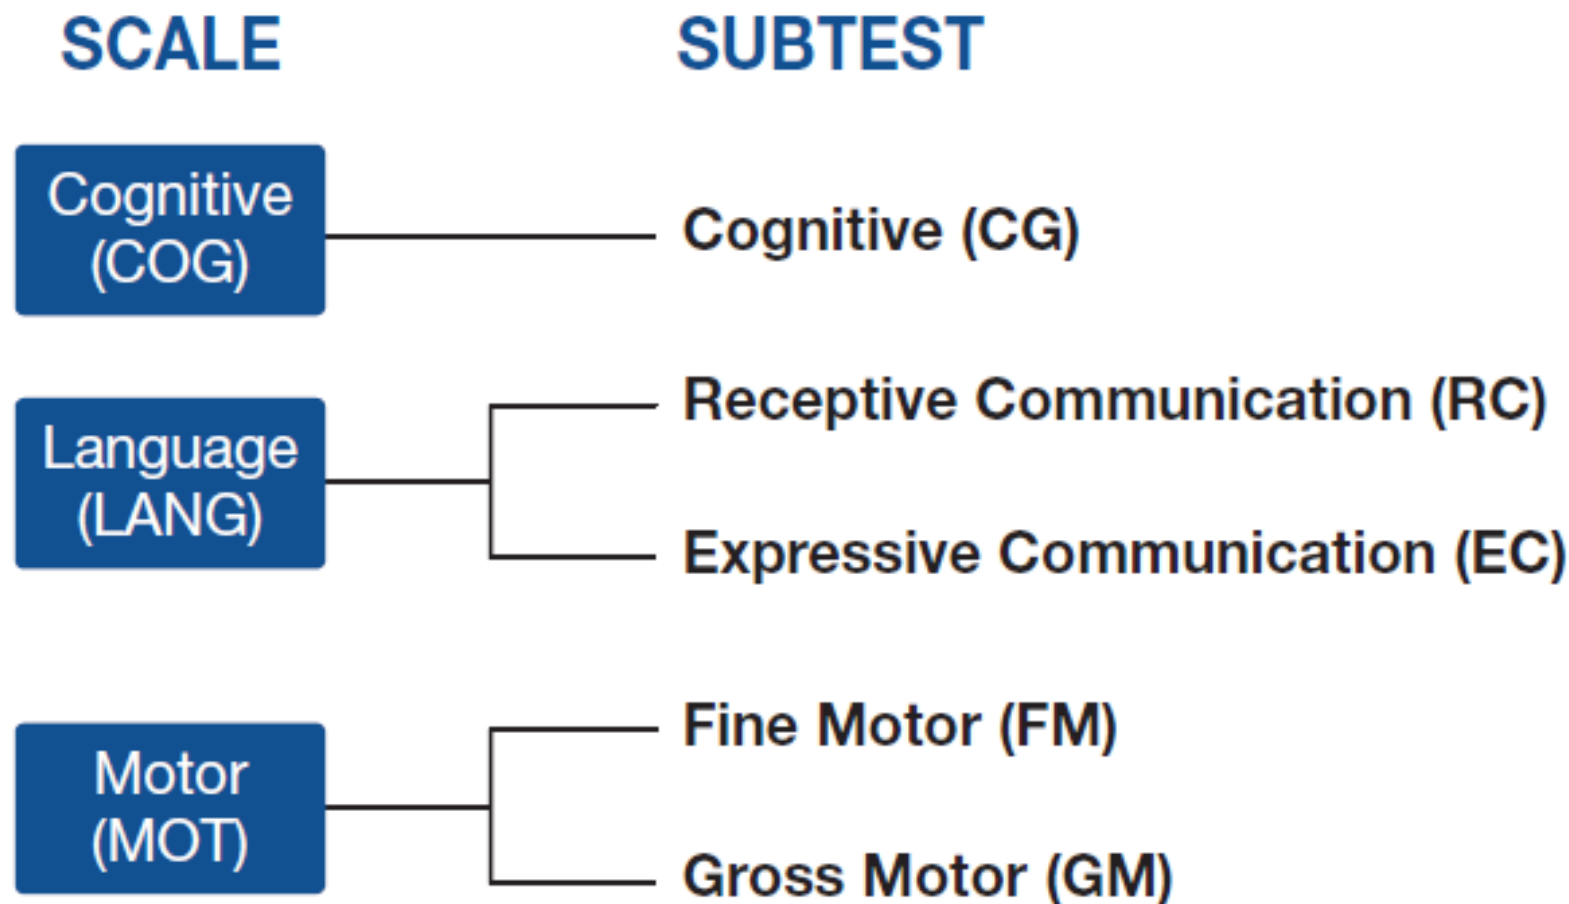 SCALE
SUBTEST
Cognitive
(COG)
Cognitive (CG)
Language
(LANG)
Receptive Communication (RC)
Expressive Communication (EC)
Motor
(MOT)
Fine Motor (FM)
Gross Motor (GM)